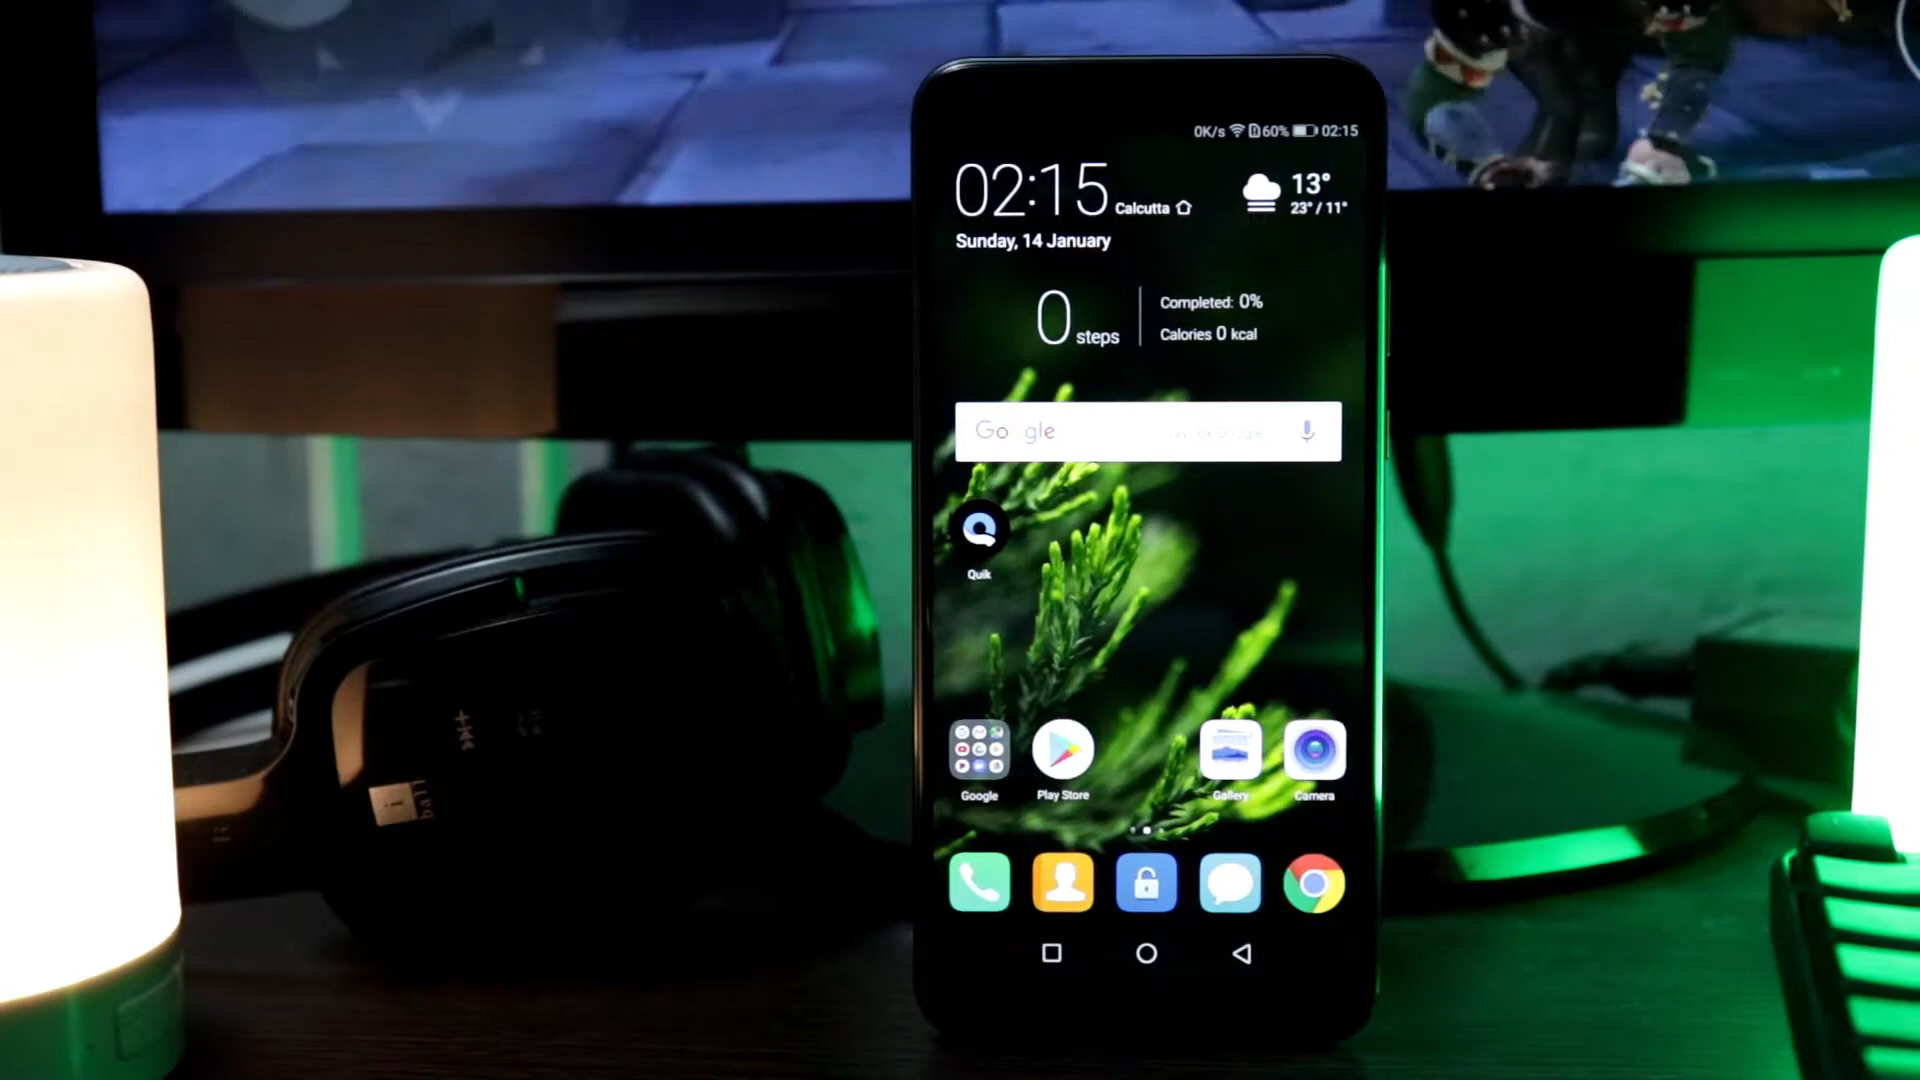 0K/s 60% 02:15
02:15 Calcutta
13°
23° / 11°
Sunday, 14 January
0 steps
Completed: 0%
Calories 0 kcal
Google
Quik
Google
Play Store
Gallery
Camera
i
ball